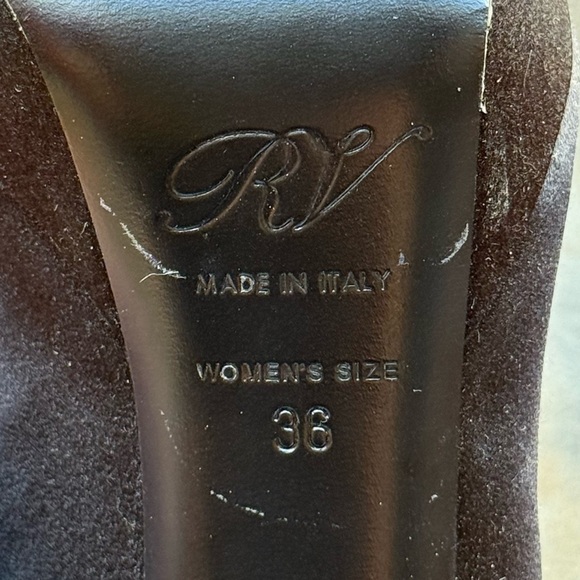 RV
MADE IN ITALY
WOMEN'S SIZE
36